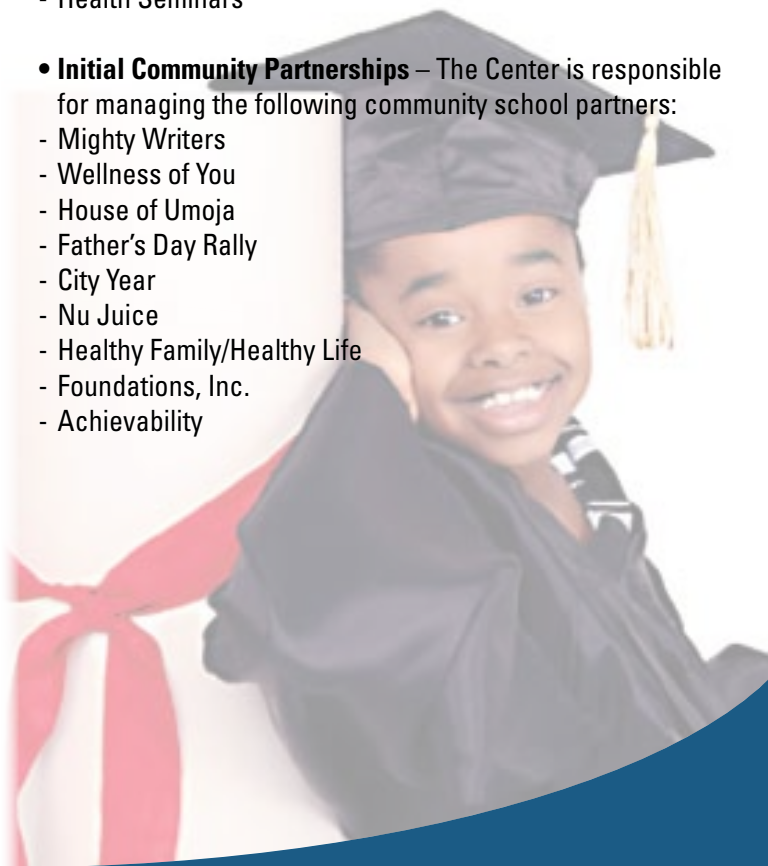 - Health Seminars
• Initial Community Partnerships – The Center is responsible
for managing the following community school partners:
- Mighty Writers
- Wellness of You
- House of Umoja
- Father's Day Rally
- City Year
- Nu Juice
- Healthy Family/Healthy Life
- Foundations, Inc.
- Achievability